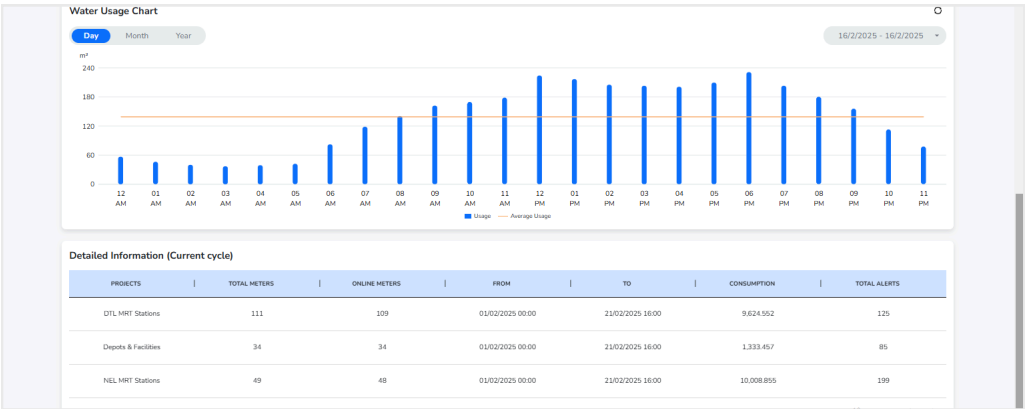 Water Usage Chart
Day Month Year
16/2/2025 - 16/2/2025
m³
240
180
120
60
0
12 AM 01 AM 02 AM 03 AM 04 AM 05 AM 06 AM 07 AM 08 AM 09 AM 10 AM 11 AM 12 PM 01 PM 02 PM 03 PM 04 PM 05 PM 06 PM 07 PM 08 PM 09 PM 10 PM 11 PM
Usage Average Usage
Detailed Information (Current cycle)
PROJECTS | TOTAL METERS | ONLINE METERS | FROM | TO | CONSUMPTION | TOTAL ALERTS
DTL MRT Stations 111 109 01/02/2025 00:00 21/02/2025 16:00 9,624.552 125
Depots & Facilities 34 34 01/02/2025 00:00 21/02/2025 16:00 1,333.457 85
NEL MRT Stations 49 48 01/02/2025 00:00 21/02/2025 16:00 10,008.855 199